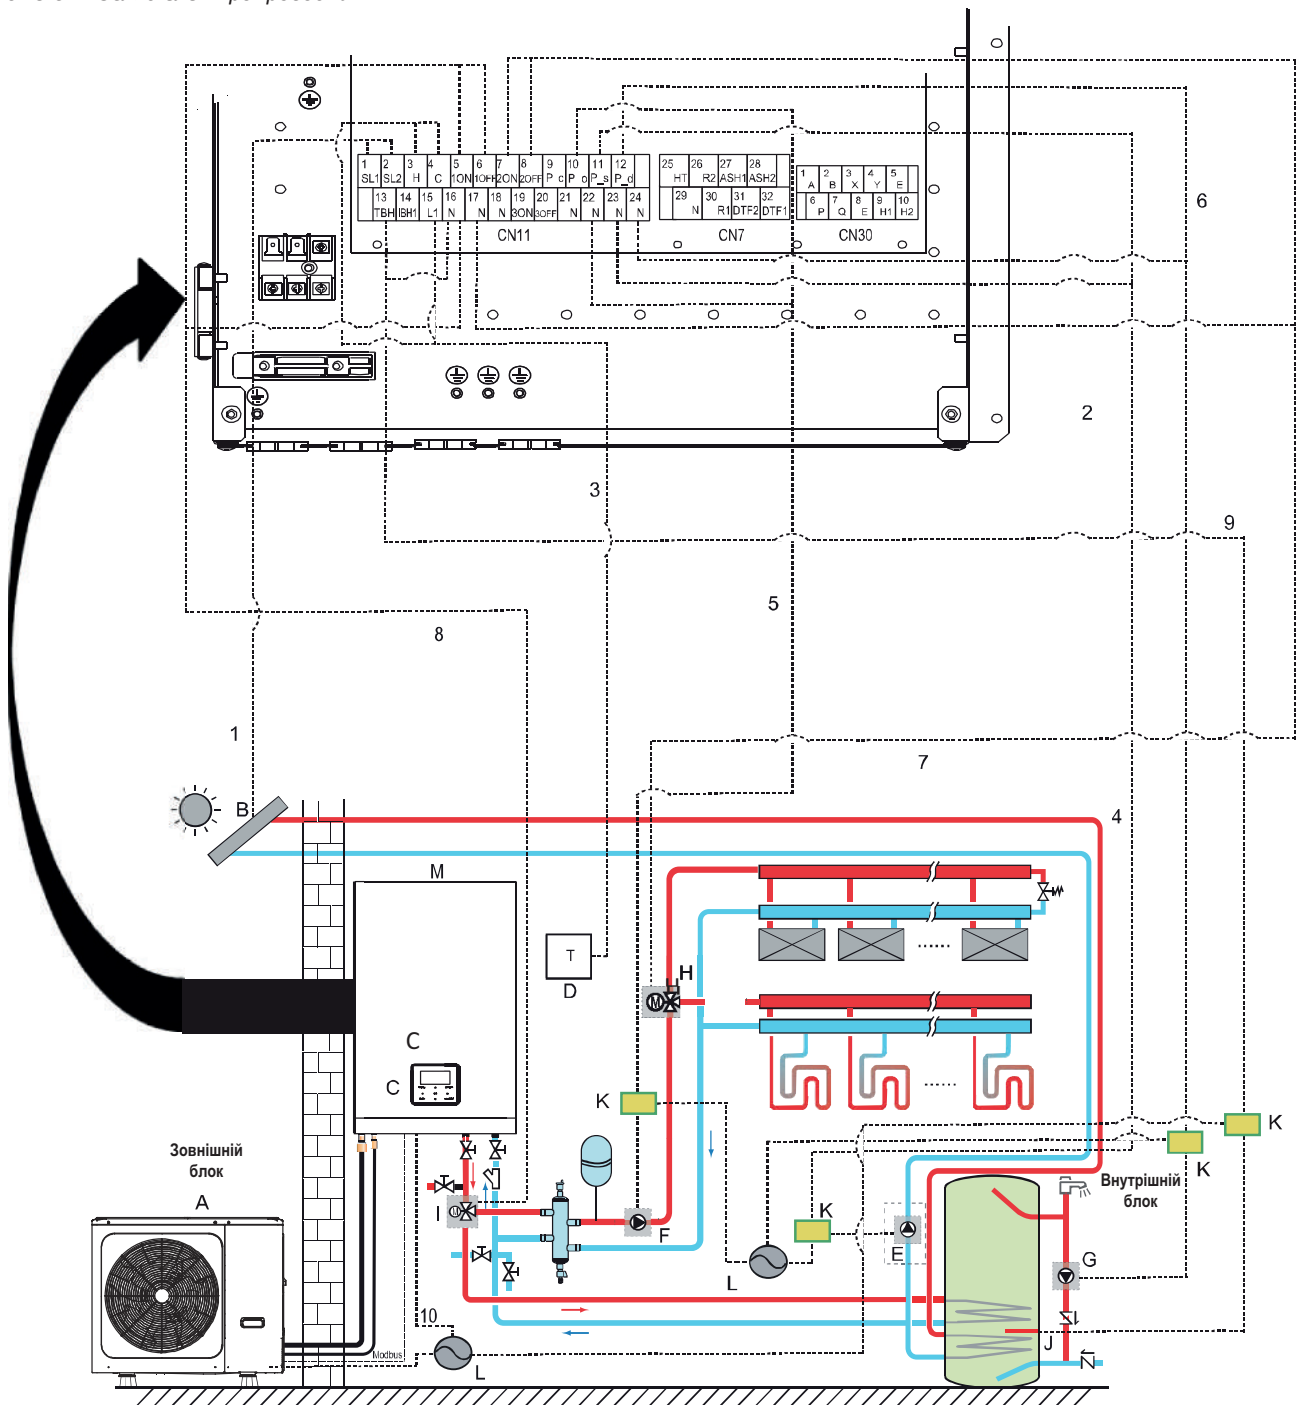 1 2 3 4 5 6 7 8 9 10 11 12
SL1 SL2 H C 1ON 1OFF 2ON 2OFF P_c P_o P_s P_d
13 14 15 16 17 18 19 20 21 22 23 24
TBH IBH1 L1 N N N 3ON 3OFF N N N N
CN11
25 26 27 28
HT R2 ASH1 ASH2
29 30 31 32
N R1 DTF2 DTF1
CN7
1 2 3 4 5
A B X Y E
6 7 8 9 10
P Q E H1 H2
CN30
6
2
3
9
5
8
1
7
B
4
M
T
D
H
M
C
C
K
K
K
Зовнішній
блок
A
Внутрішній
блок
I
M
F
K
E
L
G
J
10
Modbus
L